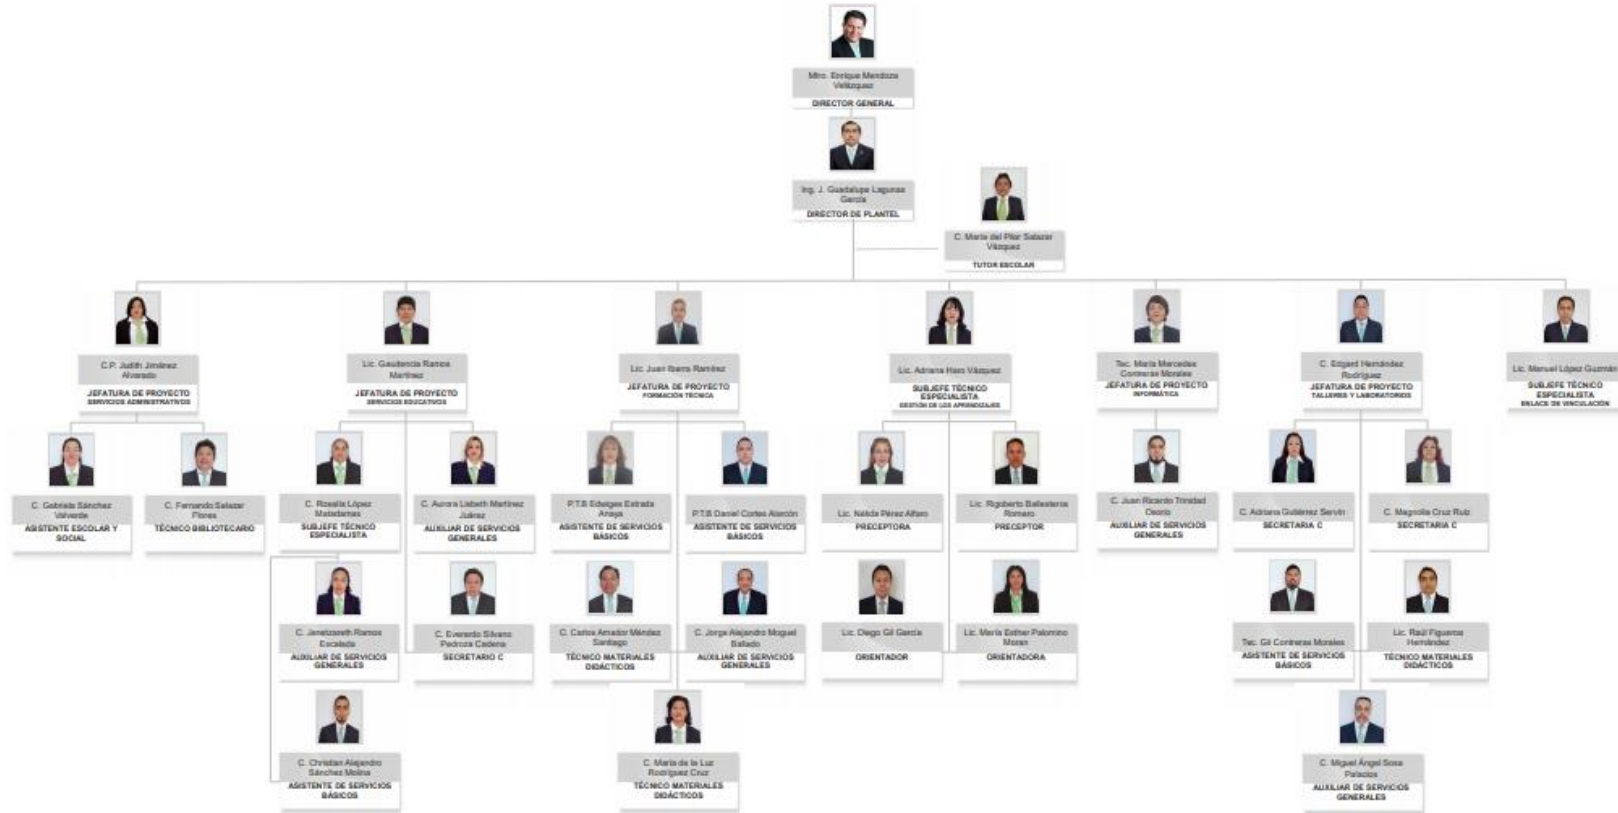 Mtro. Enrique Mendoza
Velázquez
DIRECTOR GENERAL
Ing. J. Guadalupe Lagunas
García
DIRECTOR DE PLANTEL
C. María del Pilar Salazar
Vázquez
TUTOR ESCOLAR
C.P. Judith Jiménez
Alvarado
JEFATURA DE PROYECTO
SERVICIOS ADMINISTRATIVOS
Lic. Gaudencia Ramos
Martínez
JEFATURA DE PROYECTO
SERVICIOS EDUCATIVOS
Lic. Juan Ibarra Ramírez
JEFATURA DE PROYECTO
FORMACIÓN TÉCNICA
Lic. Adriana Haro Vázquez
SUBJEFE TÉCNICO
ESPECIALISTA
GESTIÓN DE LOS APRENDIZAJES
Tec. María Mercedes
Contreras Morales
JEFATURA DE PROYECTO
INFORMÁTICA
C. Edgard Hernández
Rodríguez
JEFATURA DE PROYECTO
TALLERES Y LABORATORIOS
Lic. Manuel López Guzmán
SUBJEFE TÉCNICO
ESPECIALISTA
ENLACE DE VINCULACIÓN
C. Gabriela Sánchez
Valverde
ASISTENTE ESCOLAR Y
SOCIAL
C. Fernando Salazar
Flores
TÉCNICO BIBLIOTECARIO
C. Rosalía López
Matadamas
SUBJEFE TÉCNICO
ESPECIALISTA
C. Aurora Lisbeth Martínez
Juárez
AUXILIAR DE SERVICIOS
GENERALES
P.T.B Edwiges Estrada
Anaya
ASISTENTE DE SERVICIOS
BÁSICOS
P.T.B Daniel Cortes Alarcón
ASISTENTE DE SERVICIOS
BÁSICOS
Lic. Nélida Pérez Alfaro
PRECEPTORA
Lic. Rigoberto Ballesteros
Romero
PRECEPTOR
C. Juan Ricardo Trinidad
Osorio
AUXILIAR DE SERVICIOS
GENERALES
C. Adriana Gutiérrez Servín
SECRETARIA C
C. Magnolia Cruz Ruiz
SECRETARIA C
C. Janetzareth Ramos
Escalada
AUXILIAR DE SERVICIOS
GENERALES
C. Everardo Silvano
Pedroza Cadena
SECRETARIO C
C. Carlos Amador Méndez
Santiago
TÉCNICO MATERIALES
DIDÁCTICOS
C. Jorge Alejandro Moguel
Ballado
AUXILIAR DE SERVICIOS
GENERALES
Lic. Diego Gil García
ORIENTADOR
Lic. María Esther Palomino
Moran
ORIENTADORA
Tec. Gil Contreras Morales
ASISTENTE DE SERVICIOS
BÁSICOS
Lic. Raúl Figueroa
Hernández
TÉCNICO MATERIALES
DIDÁCTICOS
C. Christian Alejandro
Sánchez Molina
ASISTENTE DE SERVICIOS
BÁSICOS
C. María de la Luz
Rodríguez Cruz
TÉCNICO MATERIALES
DIDÁCTICOS
C. Miguel Ángel Sosa
Palacios
AUXILIAR DE SERVICIOS
GENERALES